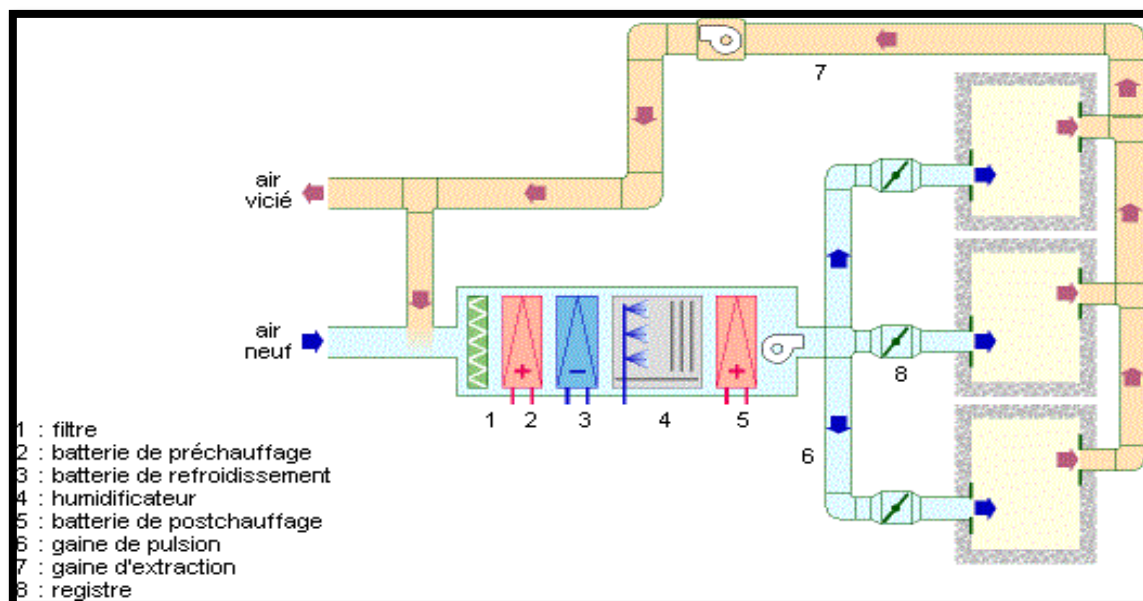 7
air
vicié
air
neuf
+
−
+
8
1 2 3 4 5
6
1 : filtre
2 : batterie de préchauffage
3 : batterie de refroidissement
4 : humidificateur
5 : batterie de postchauffage
6 : gaine de pulsion
7 : gaine d'extraction
8 : registre